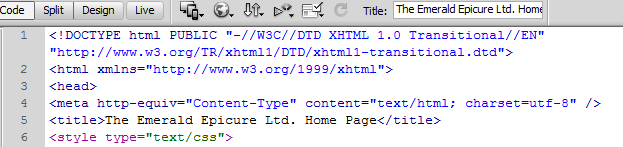 Code Split Design Live Title: The Emerald Epicure Ltd. Home
1 <!DOCTYPE html PUBLIC "-//W3C//DTD XHTML 1.0 Transitional//EN"
"http://www.w3.org/TR/xhtml1/DTD/xhtml1-transitional.dtd">
2 <html xmlns="http://www.w3.org/1999/xhtml">
3 <head>
4 <meta http-equiv="Content-Type" content="text/html; charset=utf-8" />
5 <title>The Emerald Epicure Ltd. Home Page</title>
6 <style type="text/css">